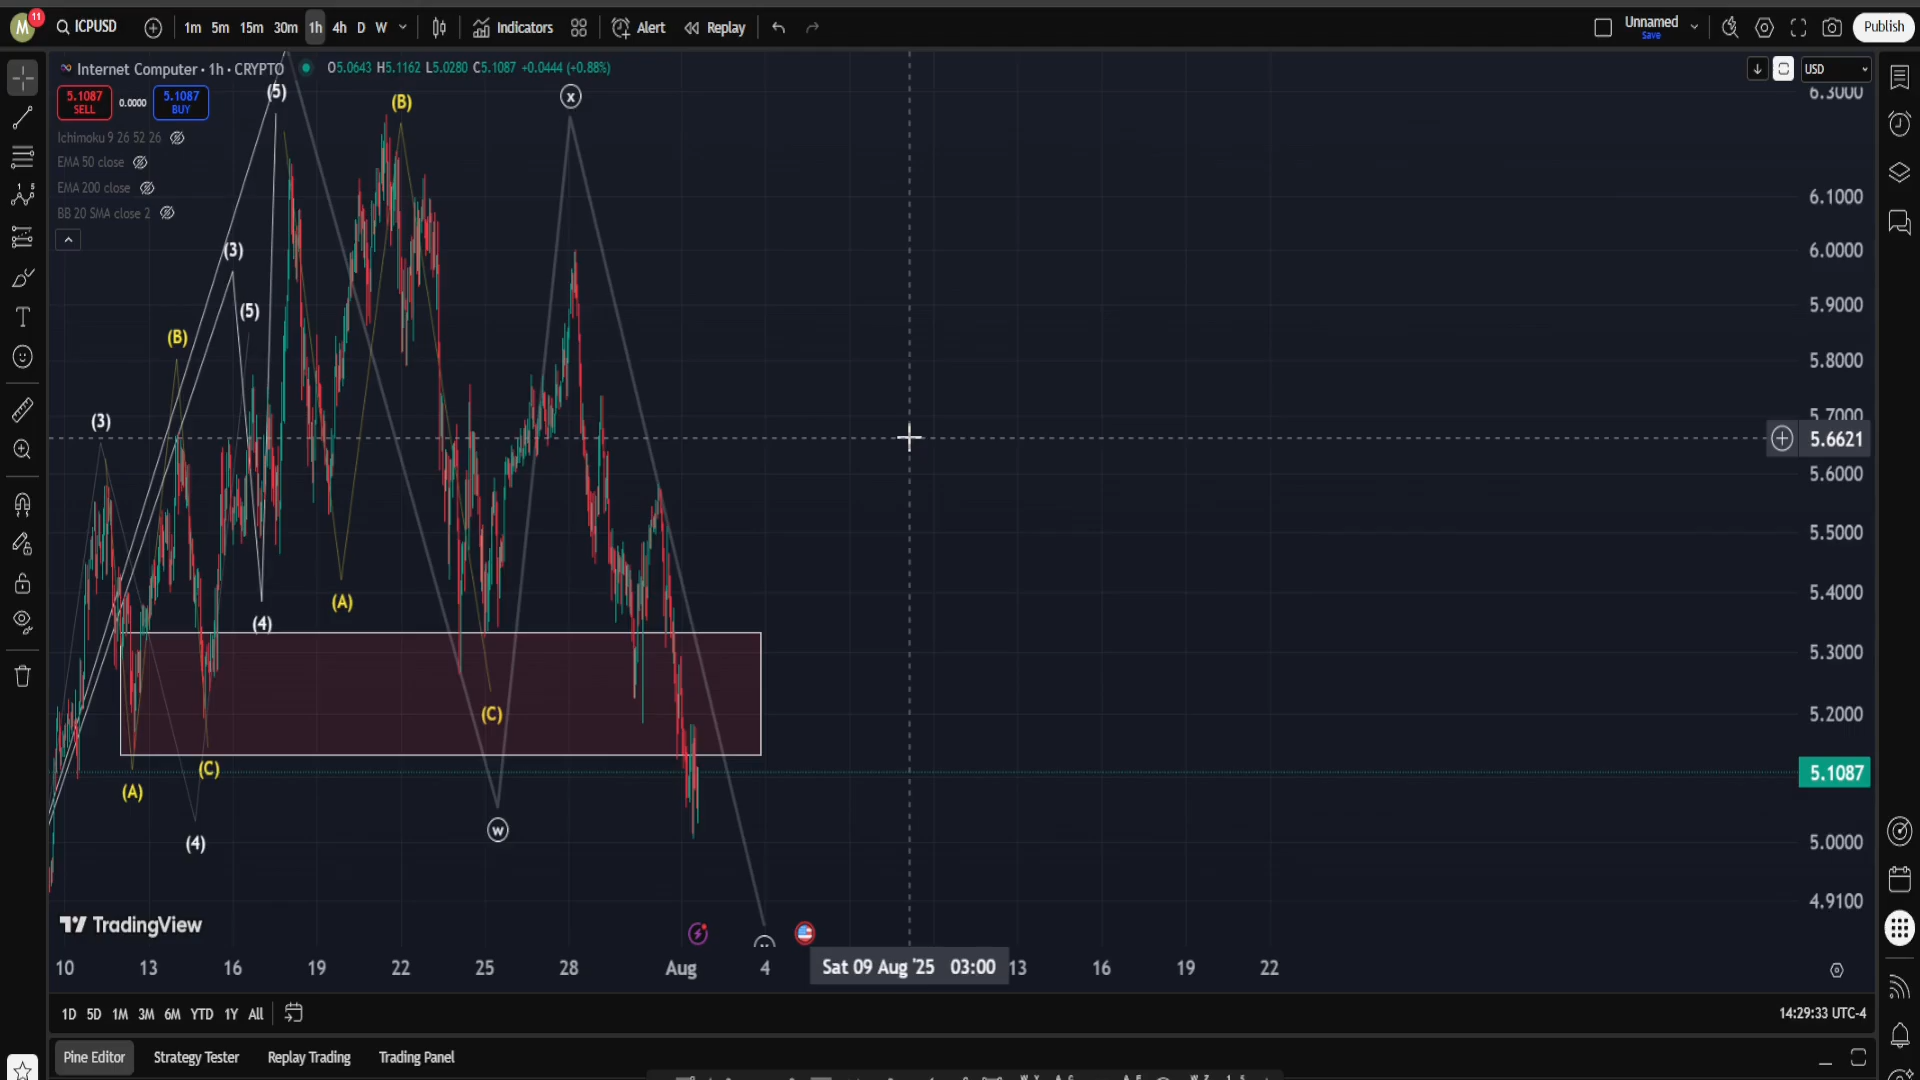 M 11 ICPUSD 1m 5m 15m 30m 1h 4h D W Indicators Alert Replay Unnamed Save Publish
Internet Computer · 1h · CRYPTO O5.0643 H5.1162 L5.0280 C5.1087 +0.0444 (+0.88%)
USD
5.1087 SELL 0.0000 5.1087 BUY
Ichimoku 9 26 52 26
EMA 50 close
EMA 200 close
BB 20 SMA close 2
(5)
(B)
x
(3)
(5)
(B)
(3)
(A)
(4)
(C)
(C)
(A)
w
(4)
6.3000
6.1000
6.0000
5.9000
5.8000
5.7000
5.6621
5.6000
5.5000
5.4000
5.3000
5.2000
5.1087
5.0000
4.9100
TradingView
10 13 16 19 22 25 28 Aug 4 Sat 09 Aug '25 03:00 13 16 19 22
1D 5D 1M 3M 6M YTD 1Y All 14:29:33 UTC-4
Pine Editor Strategy Tester Replay Trading Trading Panel